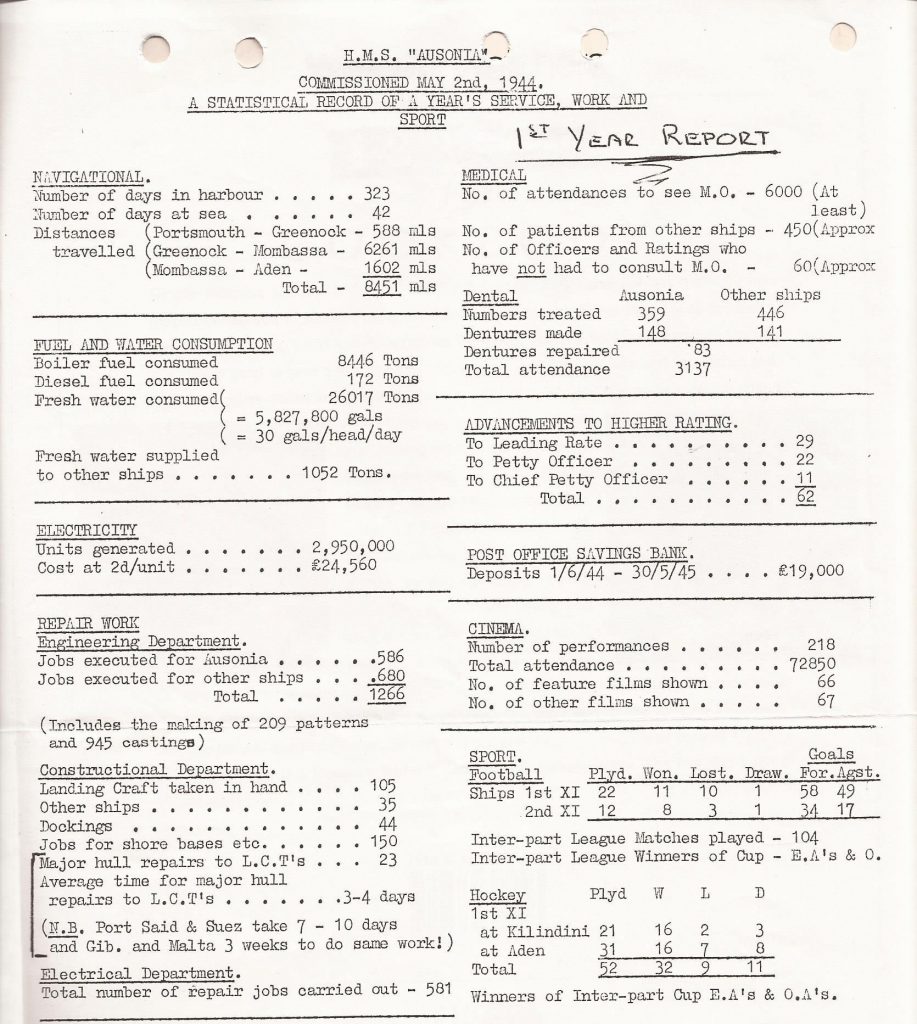 H.M.S. "AUSONIA"
COMMISSIONED MAY 2nd, 1944.
A STATISTICAL RECORD OF A YEAR'S SERVICE, WORK AND
SPORT
1ST YEAR REPORT
NAVIGATIONAL.
Number of days in harbour . . . . . 323
Number of days at sea . . . . . . 42
Distances (Portsmouth - Greenock - 588 mls
travelled (Greenock - Mombassa - 6261 mls
(Mombassa - Aden - 1602 mls
Total - 8451 mls
FUEL AND WATER CONSUMPTION
Boiler fuel consumed 8446 Tons
Diesel fuel consumed 172 Tons
Fresh water consumed( 26017 Tons
( = 5,827,800 gals
( = 30 gals/head/day
Fresh water supplied
to other ships . . . . . . . 1052 Tons.
ELECTRICITY
Units generated . . . . . . . 2,950,000
Cost at 2d/unit . . . . . . . £24,560
REPAIR WORK
Engineering Department.
Jobs executed for Ausonia . . . . . .586
Jobs executed for other ships . . . .680
Total . . . . . 1266
(Includes the making of 209 patterns
and 945 castings)
Constructional Department.
Landing Craft taken in hand . . . . 105
Other ships . . . . . . . . . . . . 35
Dockings . . . . . . . . . . . . 44
Jobs for shore bases etc. . . . . . 150
Major hull repairs to L.C.T's . . . 23
Average time for major hull
repairs to L.C.T's . . . . . . .3-4 days
(N.B. Port Said & Suez take 7 - 10 days
and Gib. and Malta 3 weeks to do same work!)
Electrical Department.
Total number of repair jobs carried out - 581
MEDICAL
No. of attendances to see M.O. - 6000 (At
least)
No. of patients from other ships - 450(Approx
No. of Officers and Ratings who
have not had to consult M.O. - 60(Approx
Dental Ausonia Other ships
Numbers treated 359 446
Dentures made 148 141
Dentures repaired '83
Total attendance 3137
ADVANCEMENTS TO HIGHER RATING.
To Leading Rate . . . . . . . . . . 29
To Petty Officer . . . . . . . . . 22
To Chief Petty Officer . . . . . . 11
Total . . . . . . . . . . 62
POST OFFICE SAVINGS BANK.
Deposits 1/6/44 - 30/5/45 . . . . £19,000
CINEMA.
Number of performances . . . . . . 218
Total attendance . . . . . . . . . 72850
No. of feature films shown . . . . 66
No. of other films shown . . . . . 67
SPORT. Goals
Football Plyd. Won. Lost. Draw. For. Agst.
Ships 1st XI 22 11 10 1 58 49
2nd XI 12 8 3 1 34 17
Inter-part League Matches played - 104
Inter-part League Winners of Cup - E.A's & O.
Hockey Plyd W L D
1st XI
at Kilindini 21 16 2 3
at Aden 31 16 7 8
Total 52 32 9 11
Winners of Inter-part Cup E.A's & O.A's.